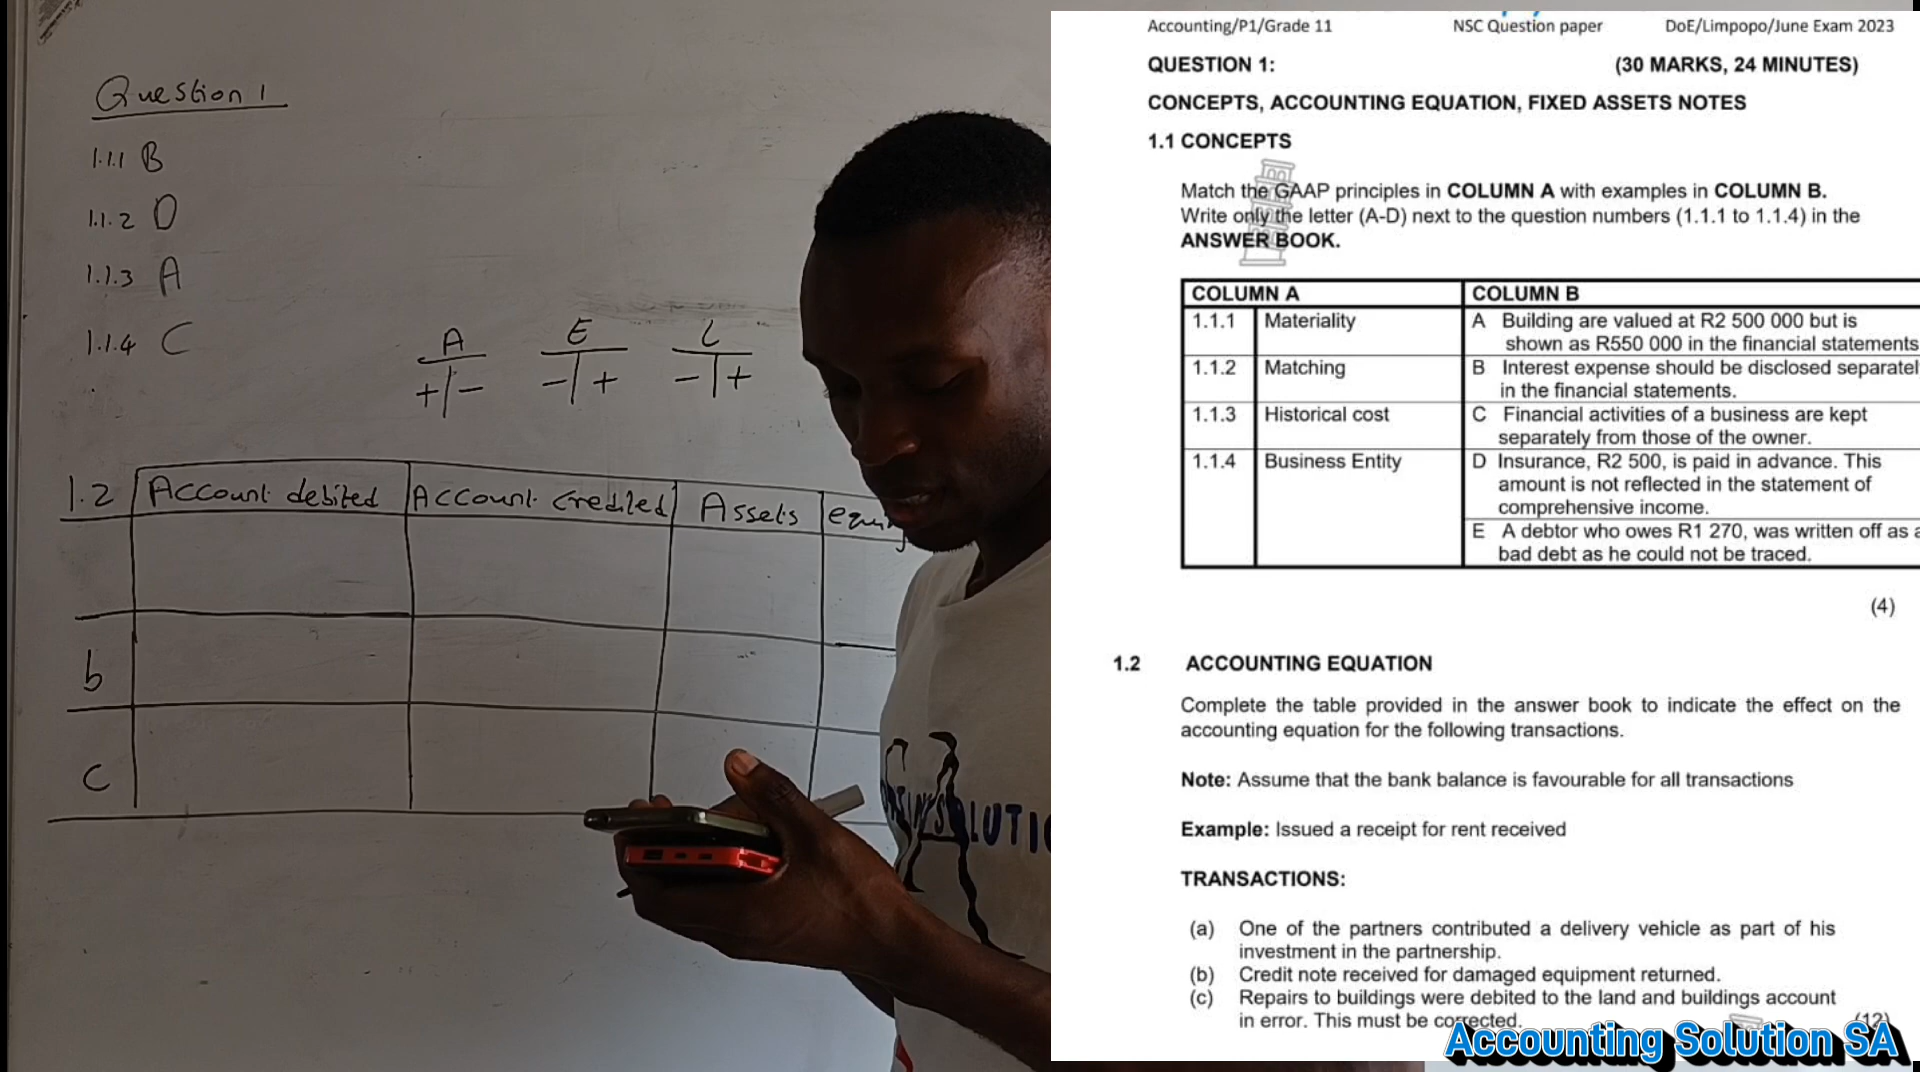 Question 1
1.1.1 B
1.1.2 D
1.1.3 A
1.1.4 C
A E L
+ - - + - +
1.2 Account debited Account credited Assets
b
c
Accounting/P1/Grade 11 NSC Question paper DoE/Limpopo/June Exam 2023
QUESTION 1: (30 MARKS, 24 MINUTES)
CONCEPTS, ACCOUNTING EQUATION, FIXED ASSETS NOTES
1.1 CONCEPTS
Match the GAAP principles in COLUMN A with examples in COLUMN B.
Write only the letter (A-D) next to the question numbers (1.1.1 to 1.1.4) in the
ANSWER BOOK.
COLUMN A COLUMN B
1.1.1 Materiality A Building are valued at R2 500 000 but is
shown as R550 000 in the financial statements
1.1.2 Matching B Interest expense should be disclosed separatel
in the financial statements.
1.1.3 Historical cost C Financial activities of a business are kept
separately from those of the owner.
1.1.4 Business Entity D Insurance, R2 500, is paid in advance. This
amount is not reflected in the statement of
comprehensive income.
E A debtor who owes R1 270, was written off as a
bad debt as he could not be traced.
(4)
1.2 ACCOUNTING EQUATION
Complete the table provided in the answer book to indicate the effect on the
accounting equation for the following transactions.
Note: Assume that the bank balance is favourable for all transactions
Example: Issued a receipt for rent received
TRANSACTIONS:
(a) One of the partners contributed a delivery vehicle as part of his
investment in the partnership.
(b) Credit note received for damaged equipment returned.
(c) Repairs to buildings were debited to the land and buildings account
in error. This must be corrected. (12)
Accounting Solution SA